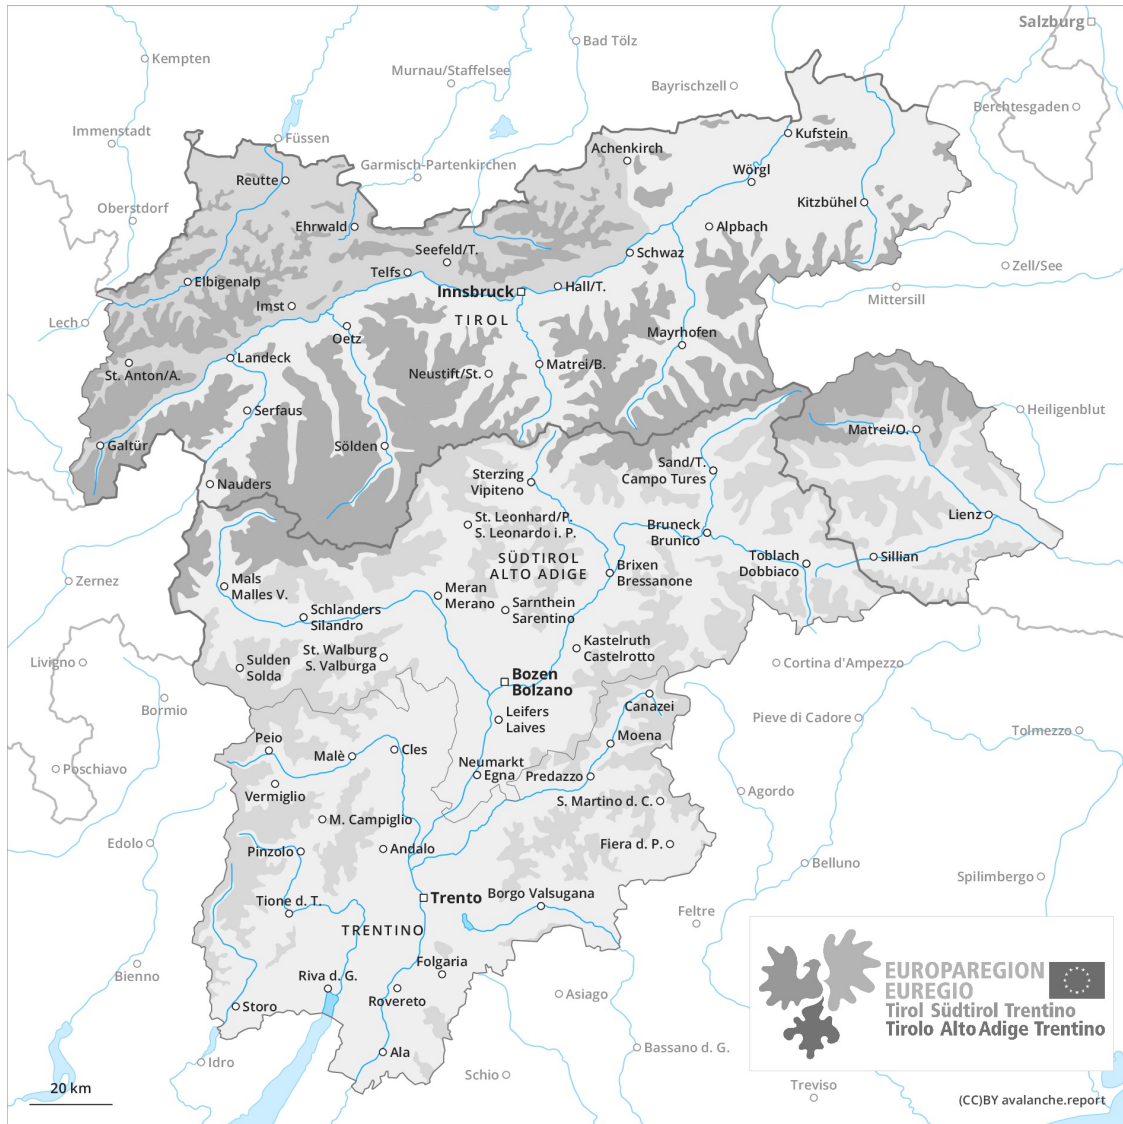 Salzburg
Bad Tölz
Kempten
Murnau/Staffelsee
Bayrischzell
Berchtesgaden
Immenstadt
Füssen
Kufstein
Achenkirch
Garmisch-Partenkirchen
Wörgl
Reutte
Oberstdorf
Kitzbühel
Ehrwald
Alpbach
Seefeld/T.
Schwaz
Telfs
Zell/See
Elbigenalp
Hall/T.
Innsbruck
Mittersill
Imst
TIROL
Lech
Mayrhofen
Oetz
Landeck
Matrei/B.
St. Anton/A.
Neustift/St.
Serfaus
Heiligenblut
Matrei/O.
Galtür
Sölden
Sand/T.
Campo Tures
Sterzing
Vipiteno
Nauders
Lienz
St. Leonhard/P.
S. Leonardo i. P.
Bruneck
Brunico
SÜDTIROL
ALTO ADIGE
Toblach
Dobbiaco
Sillian
Brixen
Bressanone
Zernez
Mals
Malles V.
Meran
Merano
Sarnthein
Sarentino
Schlanders
Silandro
Kastelruth
Castelrotto
St. Walburg
S. Valburga
Livigno
Sulden
Solda
Cortina d'Ampezzo
Bozen
Bolzano
Bormio
Canazei
Leifers
Laives
Pieve di Cadore
Tolmezzo
Peio
Moena
Malè
Cles
Neumarkt
Egna
Predazzo
Poschiavo
Vermiglio
Agordo
S. Martino d. C.
M. Campiglio
Edolo
Fiera d. P.
Pinzolo
Andalo
Belluno
Spilimbergo
Tione d. T.
Trento
Borgo Valsugana
Feltre
TRENTINO
Folgaria
Bienno
Riva d. G.
Rovereto
Asiago
Storo
EUROPAREGION
EUREGIO
Tirol Südtirol Trentino
Tirolo Alto Adige Trentino
Ala
Bassano d. G.
Idro
Schio
Treviso
20 km
(CC)BY avalanche.report